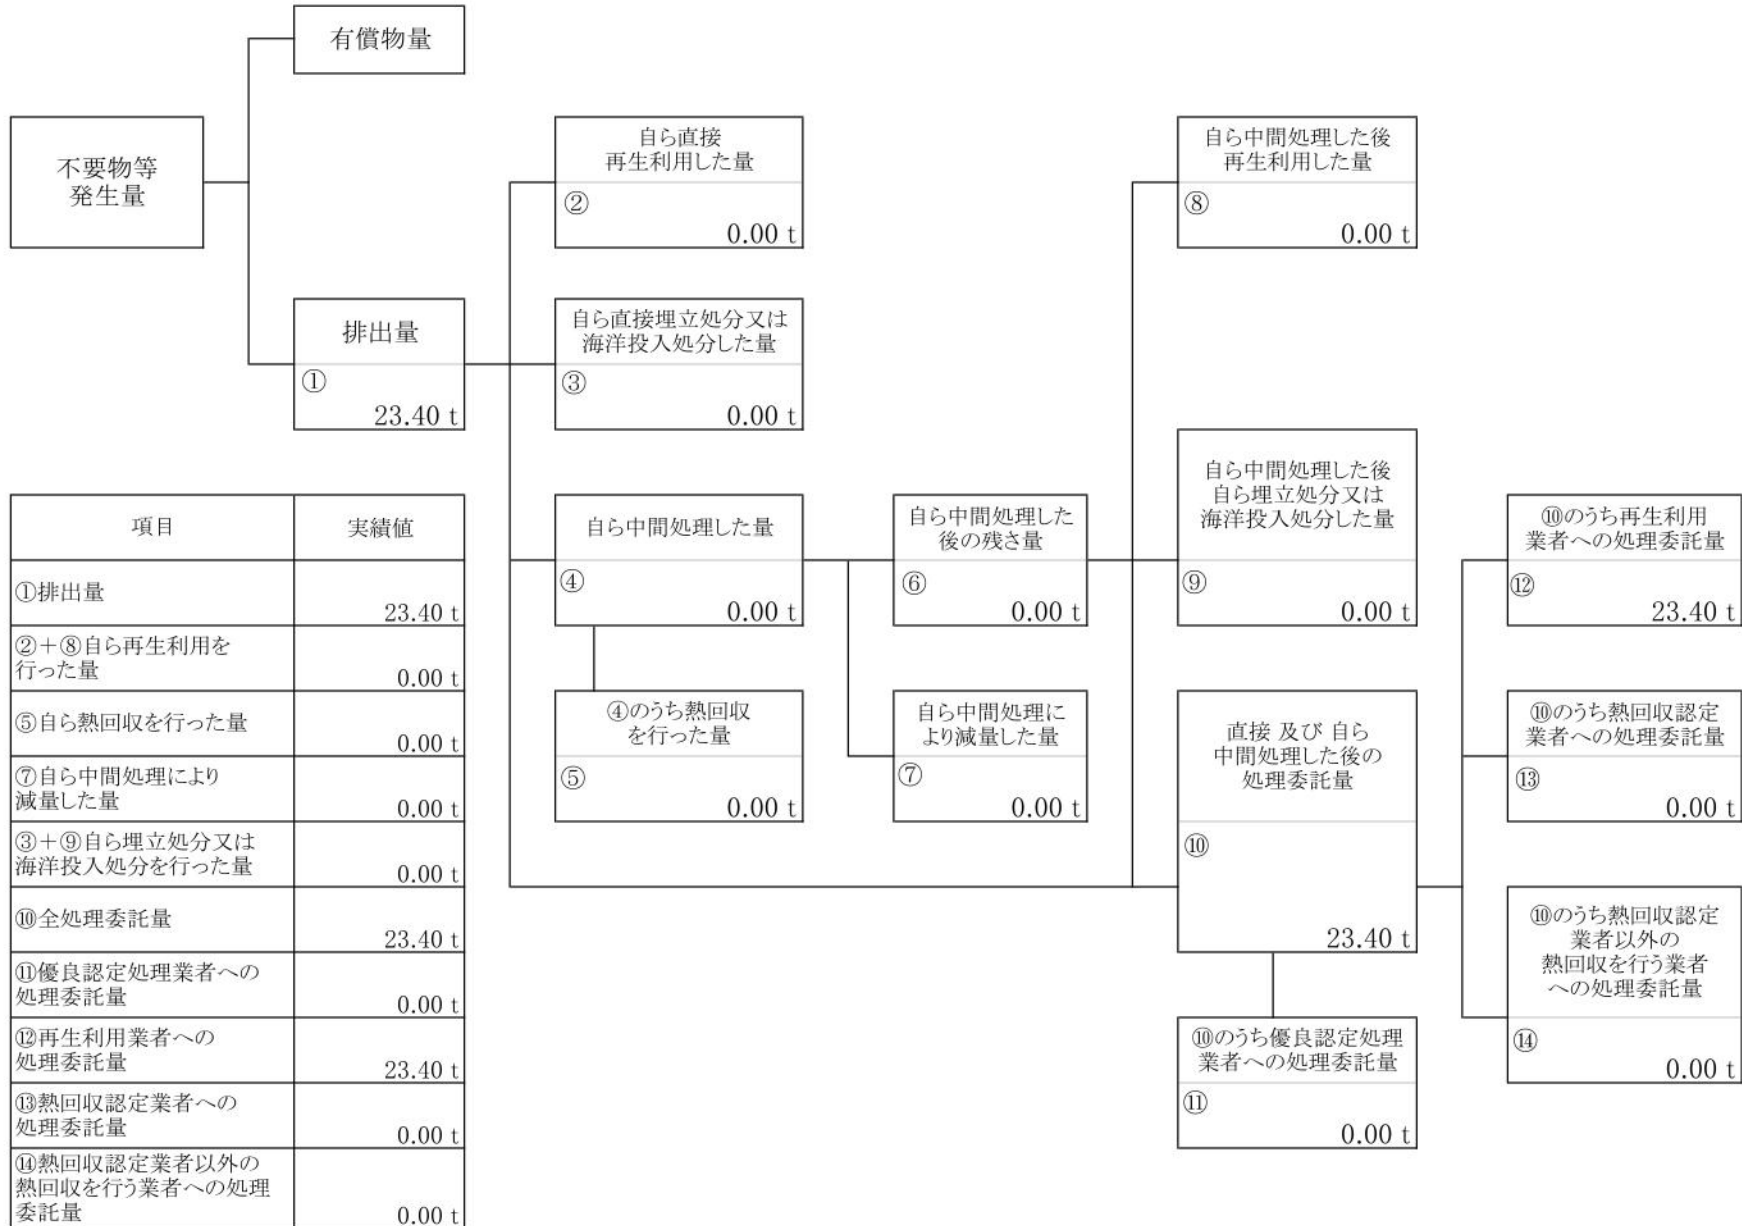 有償物量
不要物等
発生量
自ら直接
再生利用した量
②
0.00 t
自ら中間処理した後
再生利用した量
⑧
0.00 t
排出量
①
23.40 t
自ら直接埋立処分又は
海洋投入処分した量
③
0.00 t
自ら中間処理した量
④
0.00 t
自ら中間処理した
後の残さ量
⑥
0.00 t
自ら中間処理した後
自ら埋立処分又は
海洋投入処分した量
⑨
0.00 t
⑩のうち再生利用
業者への処理委託量
⑫
23.40 t
④のうち熱回収
を行った量
⑤
0.00 t
自ら中間処理に
より減量した量
⑦
0.00 t
直接 及び 自ら
中間処理した後の
処理委託量
⑩
23.40 t
⑩のうち熱回収認定
業者への処理委託量
⑬
0.00 t
⑩のうち熱回収認定
業者以外の
熱回収を行う業者
への処理委託量
⑭
0.00 t
⑩のうち優良認定処理
業者への処理委託量
⑪
0.00 t
項目 実績値
①排出量
23.40 t
②+⑧自ら再生利用を
行った量
0.00 t
⑤自ら熱回収を行った量
0.00 t
⑦自ら中間処理により
減量した量
0.00 t
③+⑨自ら埋立処分又は
海洋投入処分を行った量
0.00 t
⑩全処理委託量
23.40 t
⑪優良認定処理業者への
処理委託量
0.00 t
⑫再生利用業者への
処理委託量
23.40 t
⑬熱回収認定業者への
処理委託量
0.00 t
⑭熱回収認定業者以外の
熱回収を行う業者への処理
委託量
0.00 t